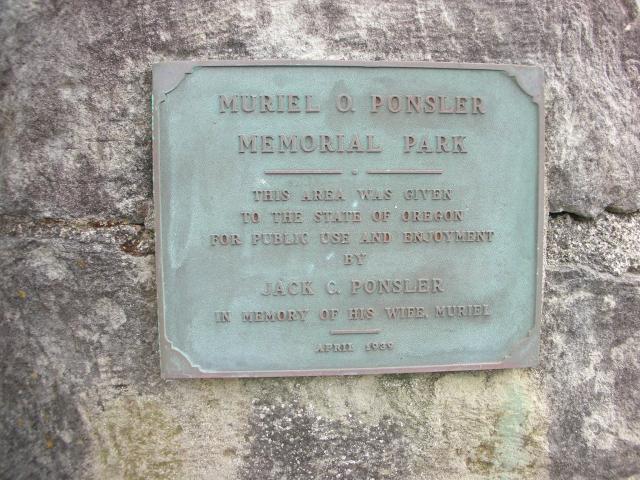 MURIEL O. PONSLER
MEMORIAL PARK
THIS AREA WAS GIVEN
TO THE STATE OF OREGON
FOR PUBLIC USE AND ENJOYMENT
BY
JACK C. PONSLER
IN MEMORY OF HIS WIFE, MURIEL
APRIL 1939